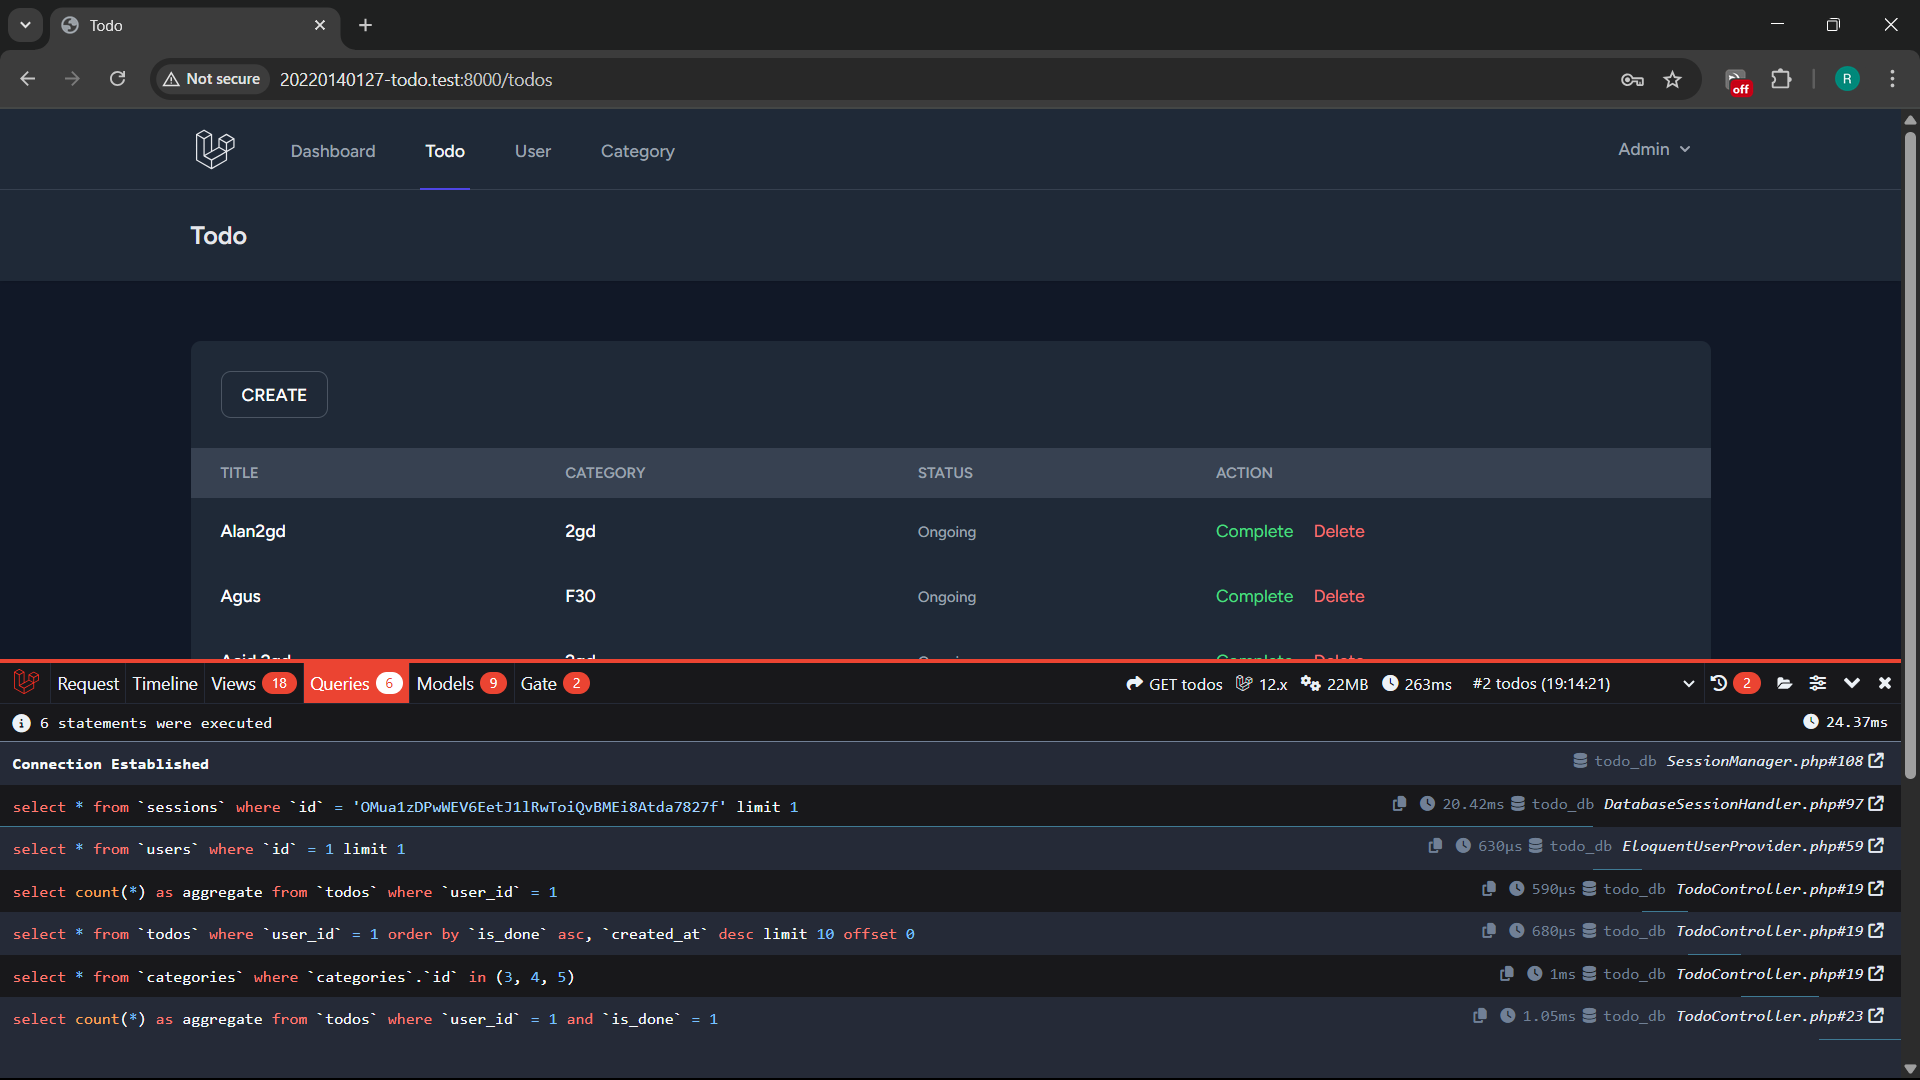 Todo
Not secure 20220140127-todo.test:8000/todos
off
R
Dashboard Todo User Category Admin
Todo
CREATE
TITLE CATEGORY STATUS ACTION
Alan2gd 2gd Ongoing Complete Delete
Agus F30 Ongoing Complete Delete
Request Timeline Views 18 Queries 6 Models 9 Gate 2 GET todos 12.x 22MB 263ms #2 todos (19:14:21) 2
6 statements were executed 24.37ms
Connection Established todo_db SessionManager.php#108
select * from `sessions` where `id` = 'OMua1zDPwWEV6EetJ1lRwToiQvBMEi8Atda7827f' limit 1 20.42ms todo_db DatabaseSessionHandler.php#97
select * from `users` where `id` = 1 limit 1 630μs todo_db EloquentUserProvider.php#59
select count(*) as aggregate from `todos` where `user_id` = 1 590μs todo_db TodoController.php#19
select * from `todos` where `user_id` = 1 order by `is_done` asc, `created_at` desc limit 10 offset 0 680μs todo_db TodoController.php#19
select * from `categories` where `categories`.`id` in (3, 4, 5) 1ms todo_db TodoController.php#19
select count(*) as aggregate from `todos` where `user_id` = 1 and `is_done` = 1 1.05ms todo_db TodoController.php#23